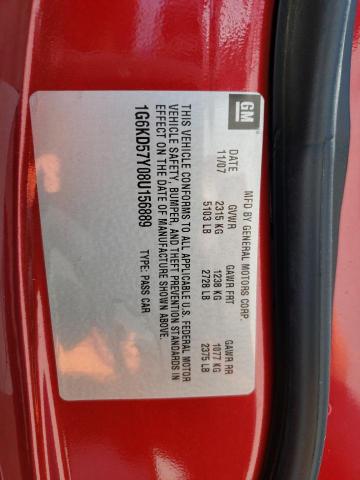 GM
MFD BY GENERAL MOTORS CORP.
DATE GVWR GAWR FRT GAWR RR
11/07 2315 KG 1238 KG 1077 KG
5103 LB 2728 LB 2375 LB
THIS VEHICLE CONFORMS TO ALL APPLICABLE U.S. FEDERAL MOTOR
VEHICLE SAFETY, BUMPER, AND THEFT PREVENTION STANDARDS IN
EFFECT ON THE DATE OF MANUFACTURE SHOWN ABOVE.
1G6KD57Y08U156889 TYPE: PASS CAR